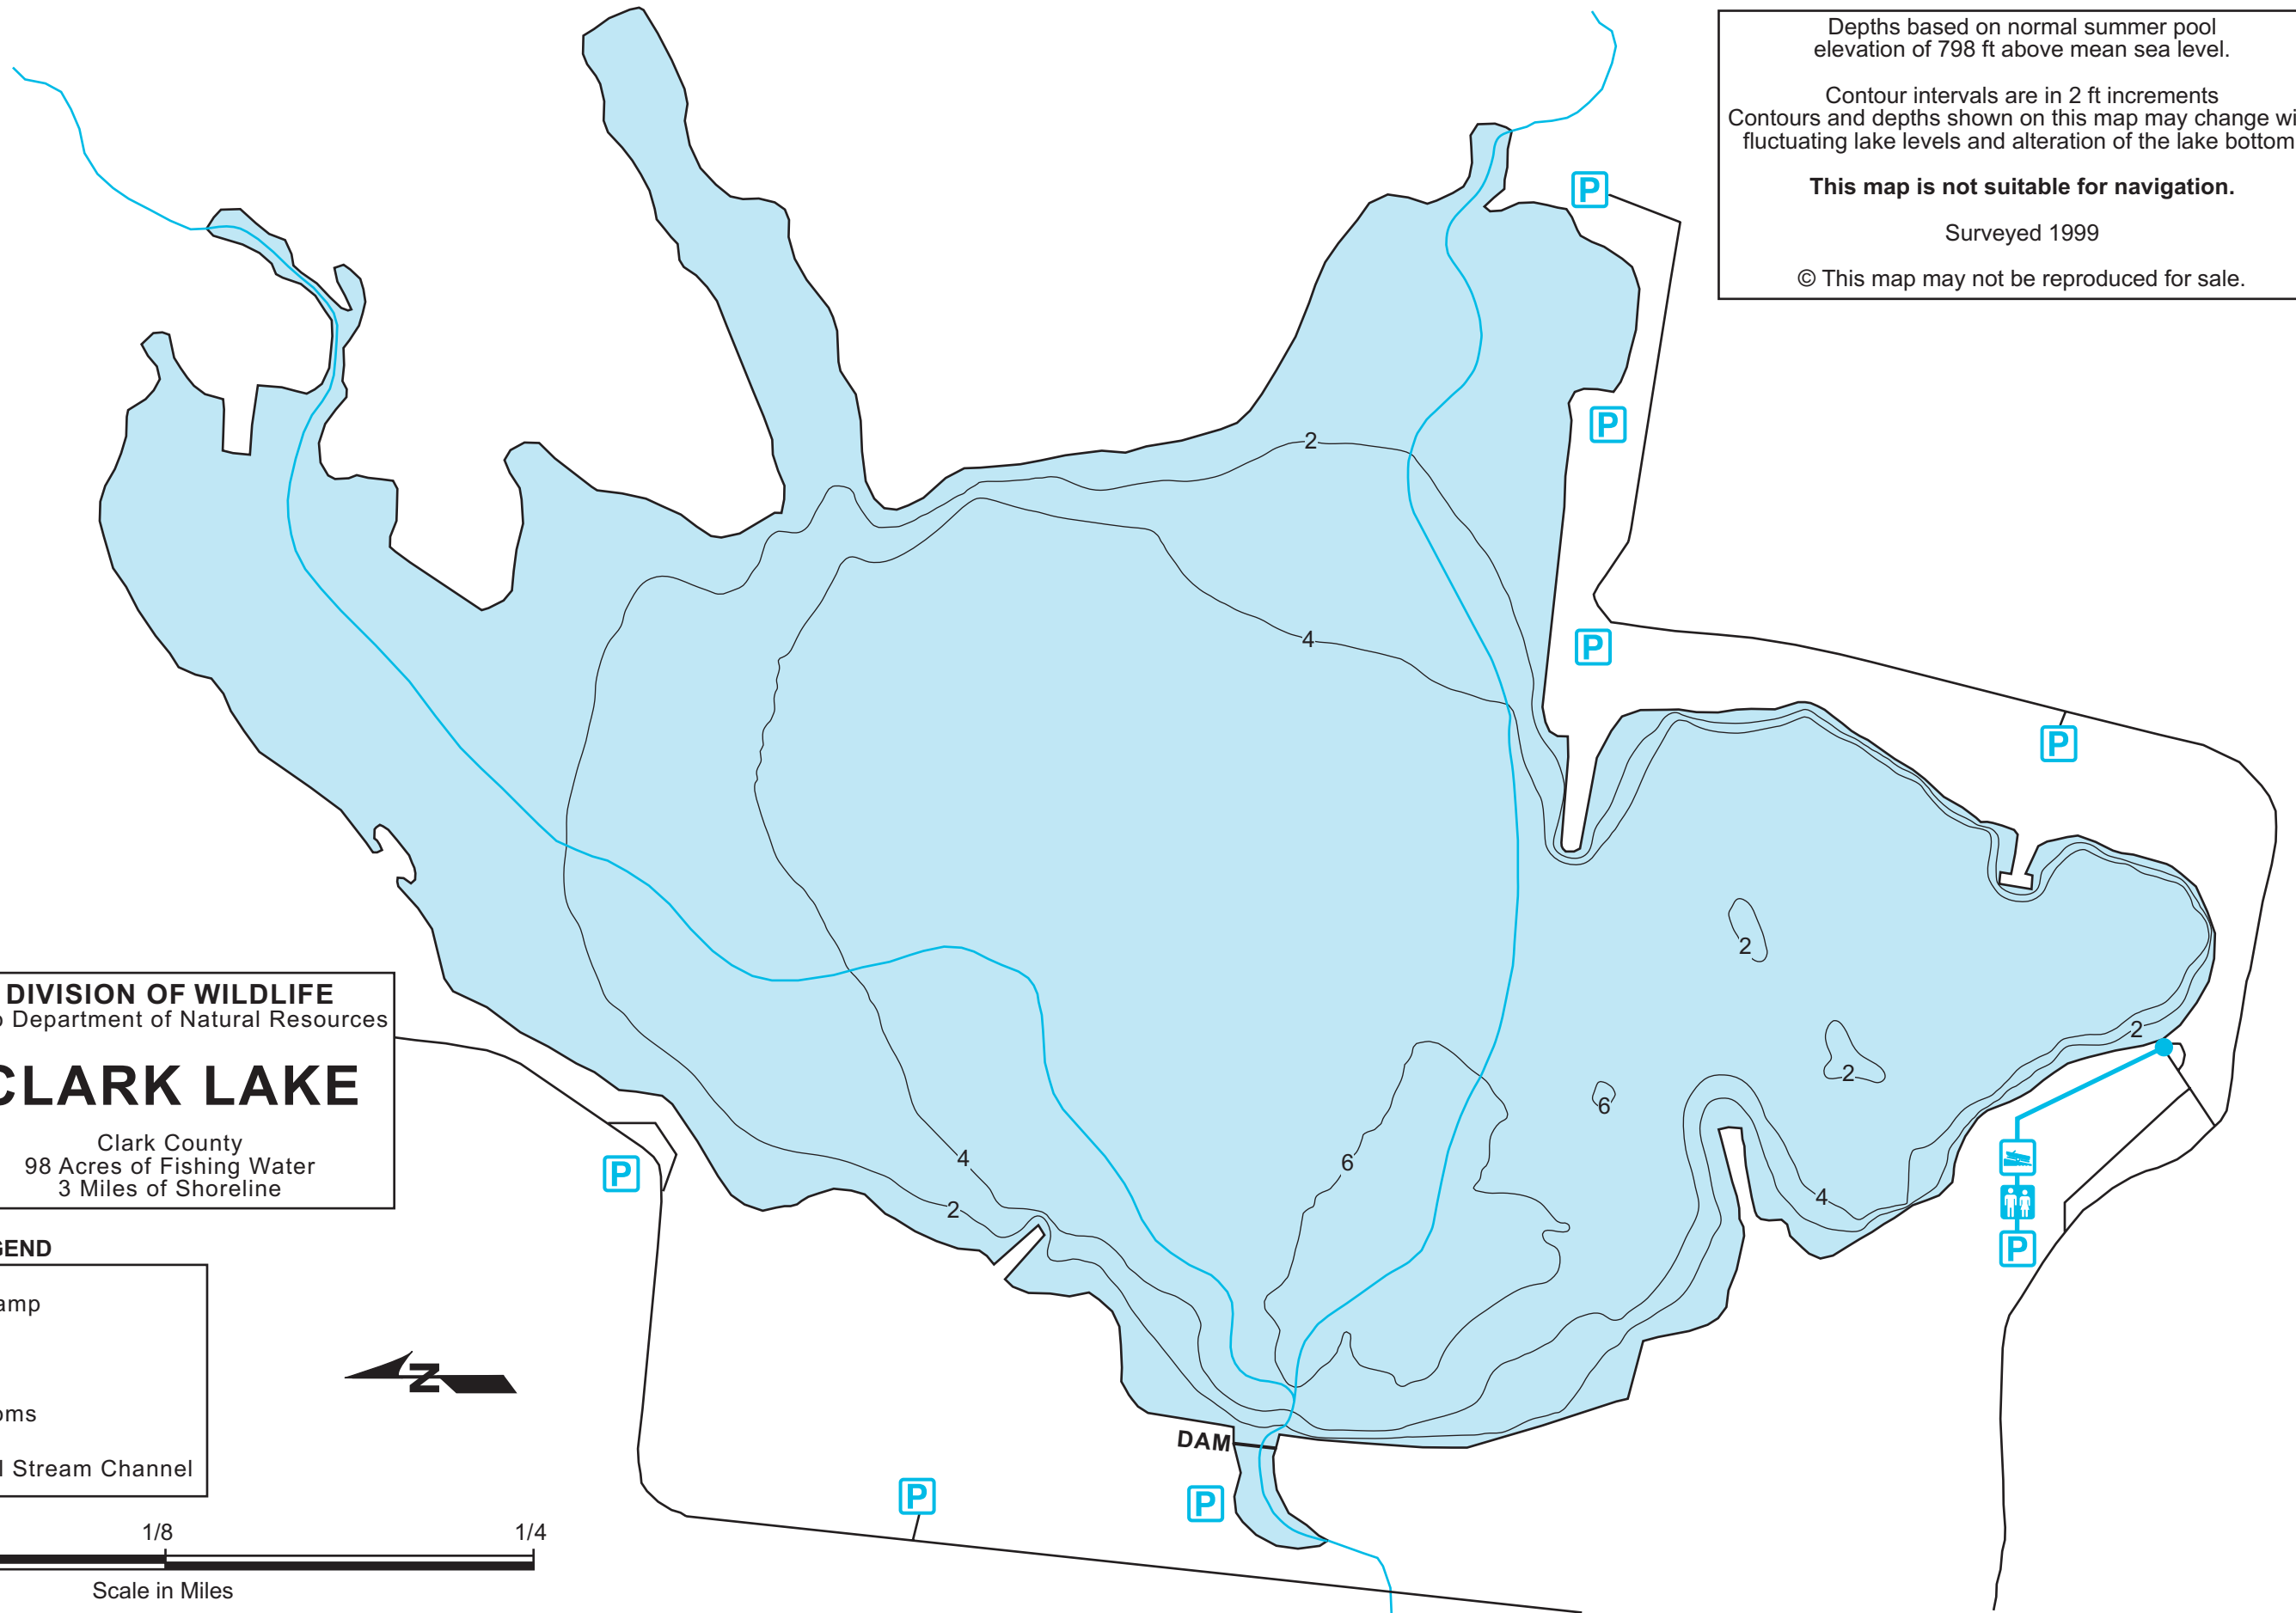 Depths based on normal summer pool
elevation of 798 ft above mean sea level.
Contour intervals are in 2 ft increments
Contours and depths shown on this map may change wi
fluctuating lake levels and alteration of the lake bottom
This map is not suitable for navigation.
Surveyed 1999
© This map may not be reproduced for sale.
P
P
2
4
P
P
2
2
2
6
6
4
4
2
P
P
DIVISION OF WILDLIFE
Department of Natural Resources
CLARK LAKE
Clark County
98 Acres of Fishing Water
3 Miles of Shoreline
GEND
amp
oms
l Stream Channel
N
DAM
P
P
1/8 1/4
Scale in Miles